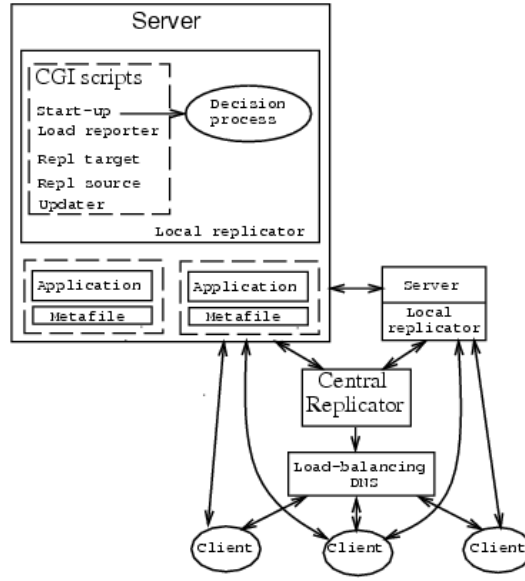 Server
CGI scripts
Start-up
Load reporter
Repl target
Repl source
Updater
Decision
process
Local replicator
Application
Metafile
Application
Metafile
Server
Local
replicator
Central
Replicator
Load-balancing
DNS
Client
Client
Client